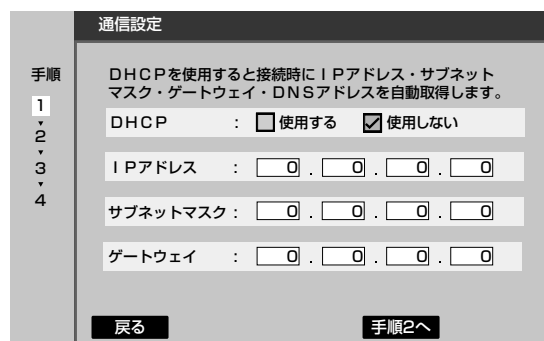 通信設定
手順
1
2
3
4
DHCPを使用すると接続時にIPアドレス・サブネット
マスク・ゲートウェイ・DNSアドレスを自動取得します。
DHCP : 使用する 使用しない
IPアドレス : 0 . 0 . 0 . 0
サブネットマスク : 0 . 0 . 0 . 0
ゲートウェイ : 0 . 0 . 0 . 0
戻る 手順2へ